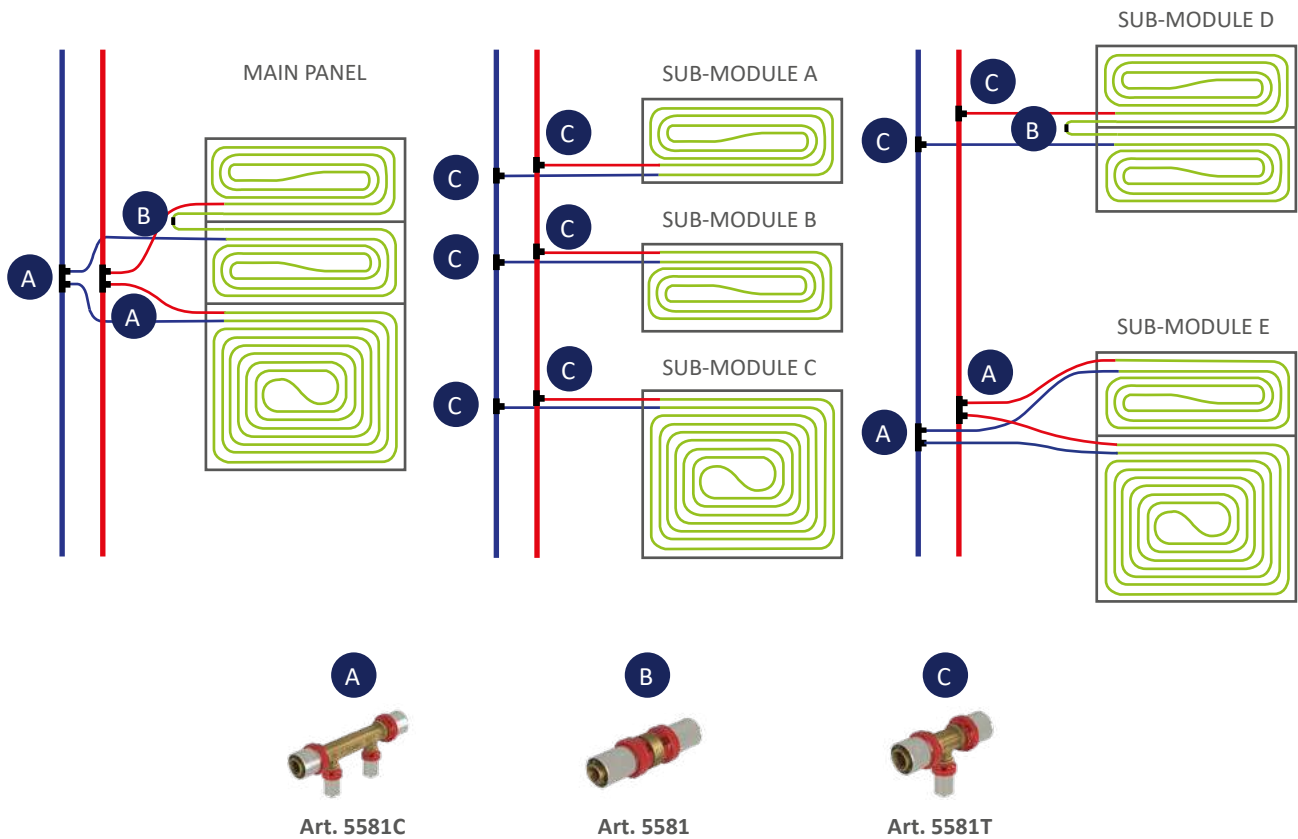 MAIN PANEL
B
A
A
SUB-MODULE A
C
C
SUB-MODULE B
C
C
SUB-MODULE C
C
C
SUB-MODULE D
C
B
C
SUB-MODULE E
A
A
A
B
C
Art. 5581C
Art. 5581
Art. 5581T